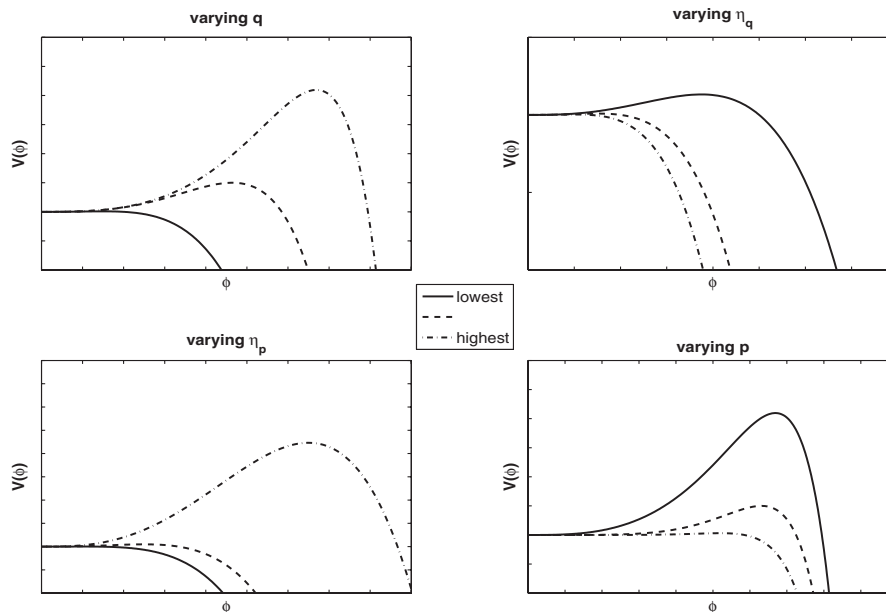 varying q
V(φ)
φ
varying η_q
V(φ)
φ
lowest
highest
varying η_p
V(φ)
φ
varying p
V(φ)
φ